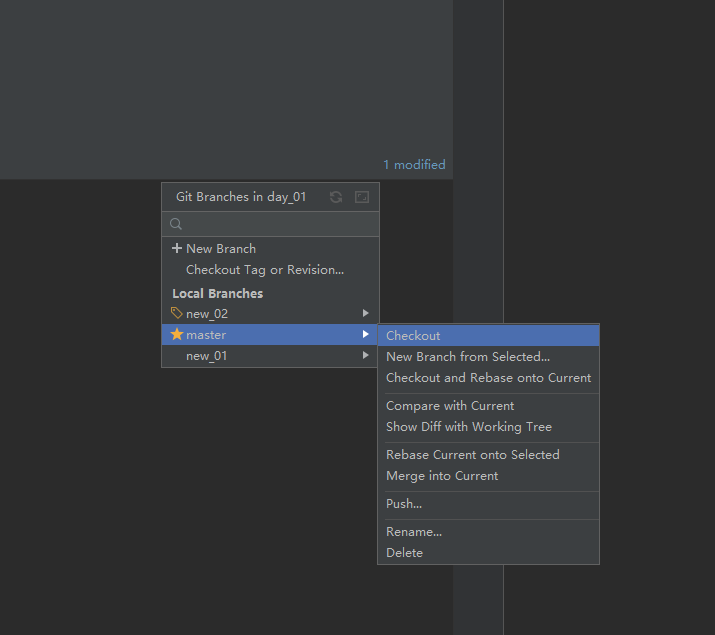 1 modified
Git Branches in day_01
New Branch
Checkout Tag or Revision...
Local Branches
new_02
master
new_01
Checkout
New Branch from Selected...
Checkout and Rebase onto Current
Compare with Current
Show Diff with Working Tree
Rebase Current onto Selected
Merge into Current
Push...
Rename...
Delete